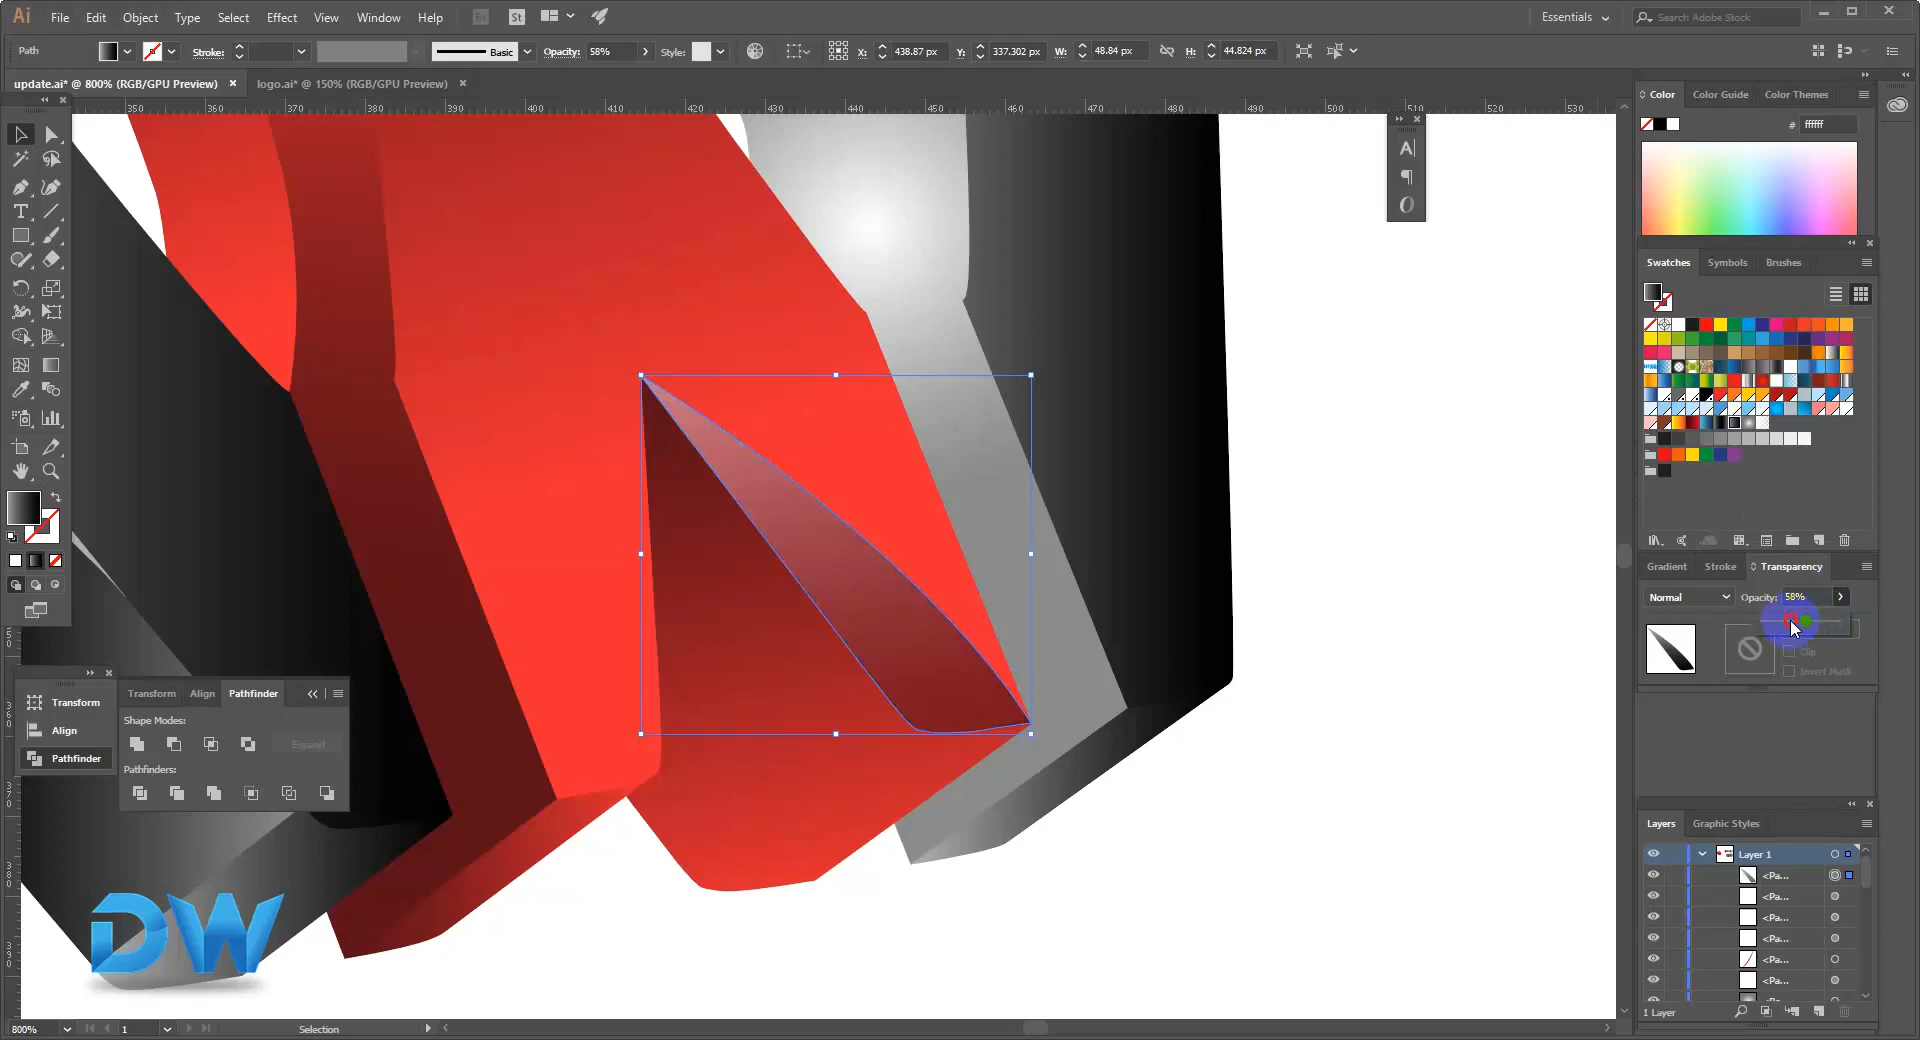 Ai File Edit Object Type Select Effect View Window Help Br St Essentials Search Adobe Stock
Path Stroke: Basic Opacity: 58% Style: X: 438.87 px Y: 337.302 px W: 48.84 px H: 44.824 px
update.ai* @ 800% (RGB/GPU Preview) × logo.ai* @ 150% (RGB/GPU Preview) ×
350 360 370 380 390 400 410 420 430 440 450 460 470 480 490 500 510 520 530
Color Color Guide Color Themes
# ffffff
Swatches Symbols Brushes
Gradient Stroke Transparency
Normal Opacity: 58%
Clip
Invert Mask
Transform
Align
Pathfinder
Transform Align Pathfinder
Shape Modes:
Expand
Pathfinders:
DW
Layers Graphic Styles
Layer 1
<Pa...
<Pa...
<Pa...
<Pa...
<Pa...
<Pa...
1 Layer
800% 1 Selection